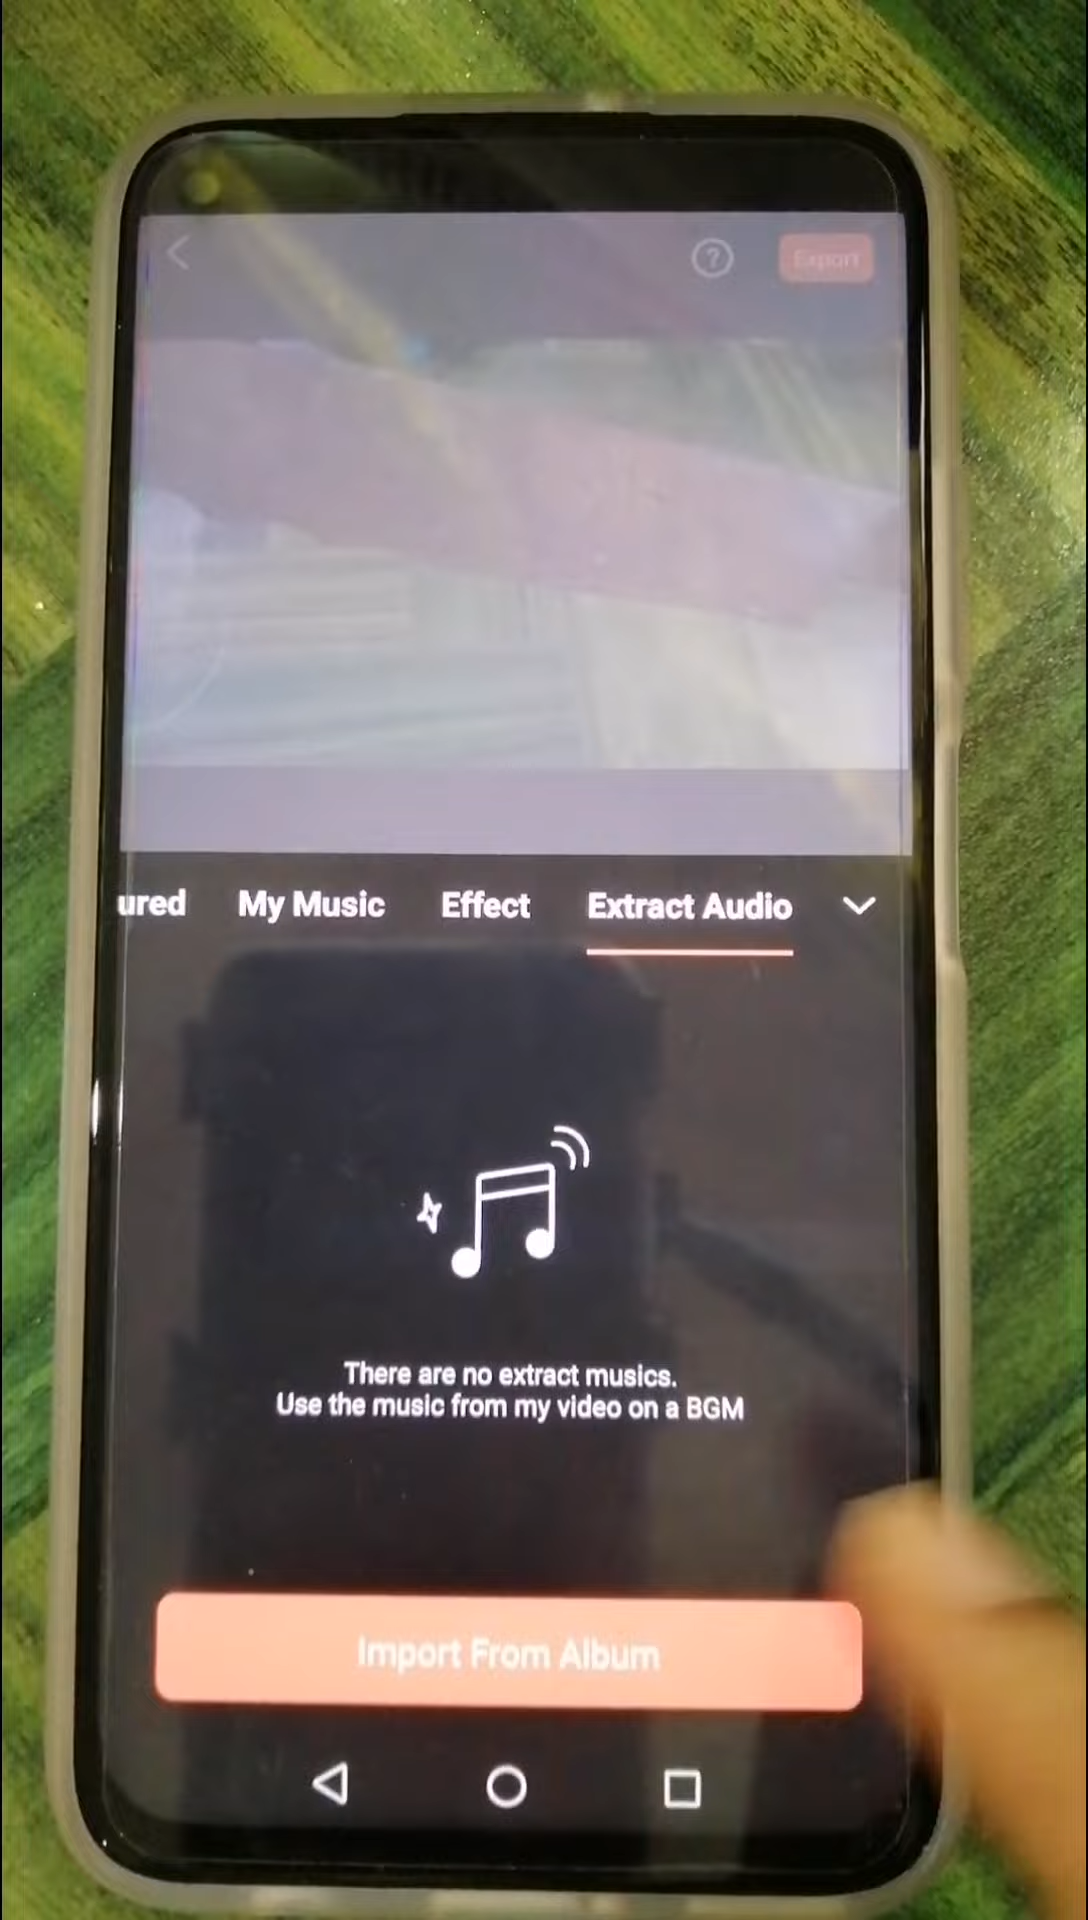 ?
Export
ured
My Music
Effect
Extract Audio
There are no extract musics.
Use the music from my video on a BGM
Import From Album